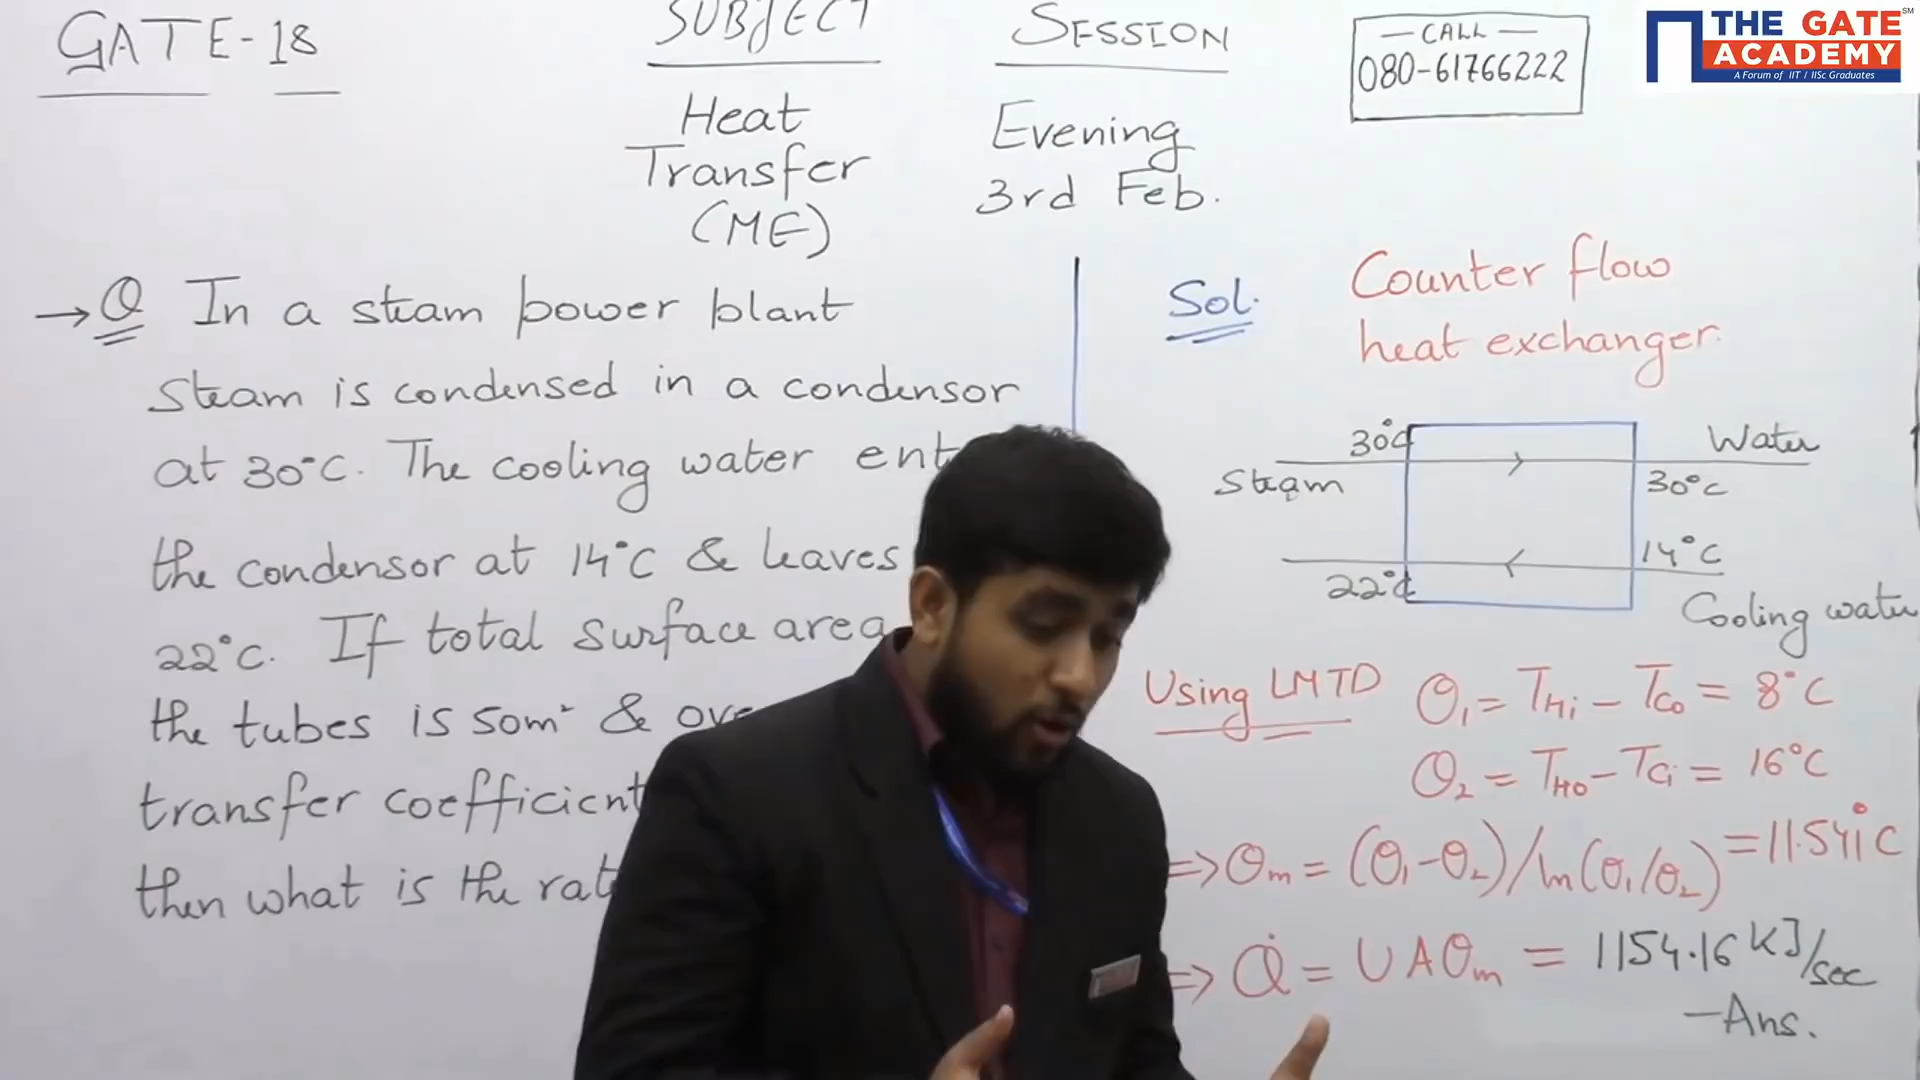 GATE-18
SUBJECT
Heat
Transfer
(ME)
SESSION
Evening
3rd Feb.
— CALL —
080-61766222
THE GATE
ACADEMY
SM
A Forum of IIT / IISc Graduates
→ Q In a steam power plant
steam is condensed in a condensor
at 30°C. The cooling water
the condensor at 14°C & leaves
22°C. If total surface area
the tubes is 50m² &
transfer coefficient
then what is the
Sol.
Counter flow
heat exchanger.
30°C
Water
Steam
30°C
14°C
22°C
Cooling water
Using LMTD
θ₁ = THi – Tco = 8°C
θ₂ = THo – Tci = 16°C
⇒ θm = (θ₁-θ₂)/ln(θ₁/θ₂) = 11.541°C
⇒ Q̇ = UAθm = 1154.16 KJ/sec
– Ans.